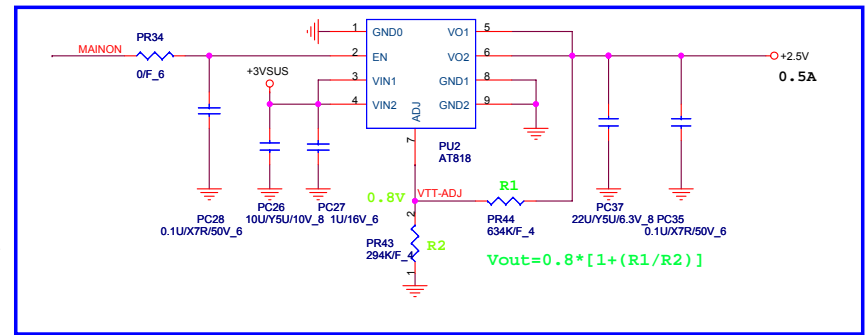 MAINON
PR34
0/F_6
PC28
0.1U/X7R/50V_6
+3VSUS
PC26
10U/Y5U/10V_8
PC27
1U/16V_6
1 GND0
2 EN
3 VIN1
4 VIN2
VO1 5
VO2 6
GND1 8
GND2 9
ADJ
7
PU2
AT818
0.8V
VTT-ADJ
R1
PR44
634K/F_4
2
PR43
294K/F_4
R2
1
Vout=0.8*[1+(R1/R2)]
PC37
22U/Y5U/6.3V_8
PC35
0.1U/X7R/50V_6
+2.5V
0.5A